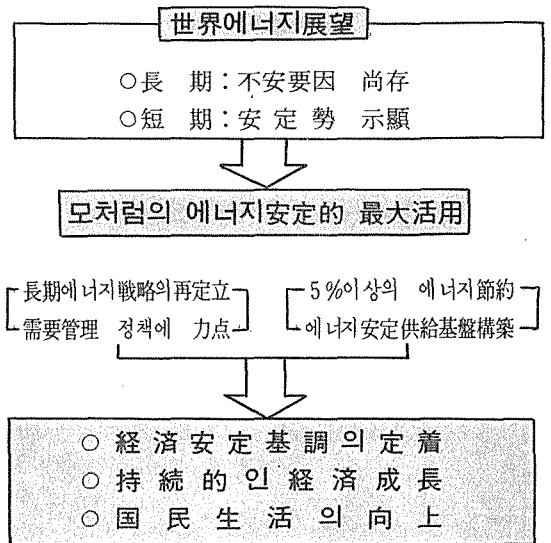 世界에너지展望
○長 期：不安要因 尚存
○短 期：安定勢 示顯
모처럼의 에너지安定的 最大活用
長期에너지戦略의再定立
需要管理 정책에 力点
5%이상의 에너지節約
에너지安定供給基盤構築
○ 経済安定基調의定着
○ 持続的인経済成長
○ 国民生活의向上